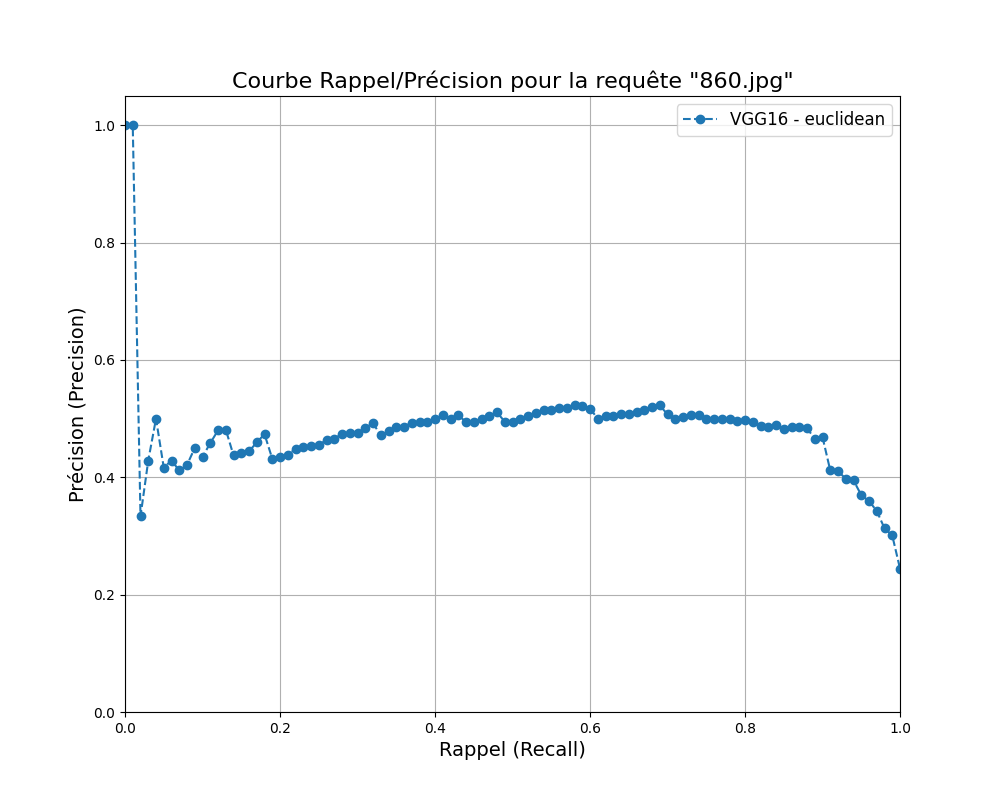 Courbe Rappel/Précision pour la requête "860.jpg"
VGG16 - euclidean
1.0
0.8
0.6
0.4
0.2
0.0
Précision (Precision)
0.0 0.2 0.4 0.6 0.8 1.0
Rappel (Recall)